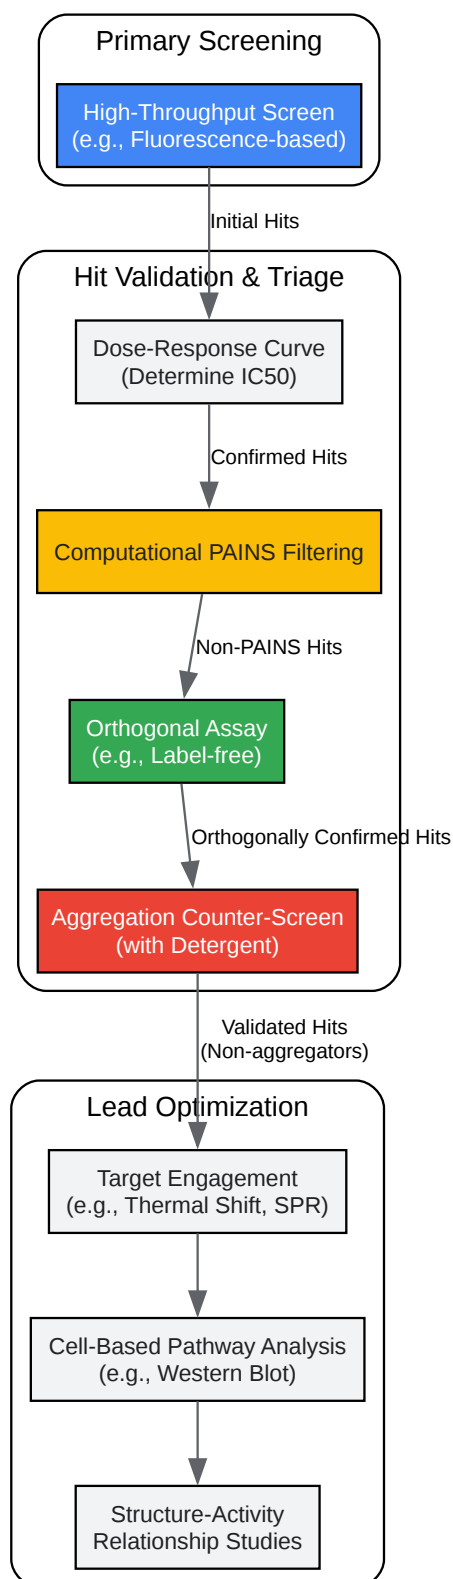 Primary Screening
High-Throughput Screen
(e.g., Fluorescence-based)
Initial Hits
Hit Validation & Triage
Dose-Response Curve
(Determine IC50)
Confirmed Hits
Computational PAINS Filtering
Non-PAINS Hits
Orthogonal Assay
(e.g., Label-free)
Orthogonally Confirmed Hits
Aggregation Counter-Screen
(with Detergent)
Validated Hits
(Non-aggregators)
Lead Optimization
Target Engagement
(e.g., Thermal Shift, SPR)
Cell-Based Pathway Analysis
(e.g., Western Blot)
Structure-Activity
Relationship Studies